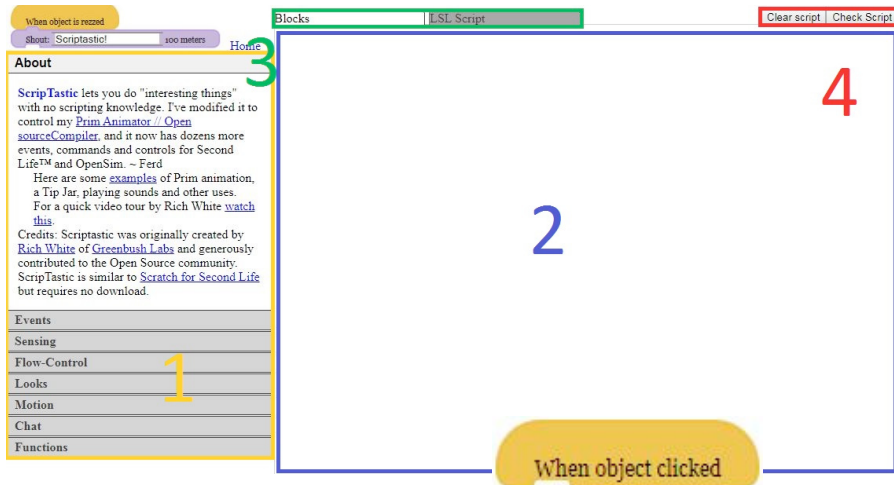 When object is rezzed
Shout: Scriptastic! 100 meters
Home
Blocks LSL Script
Clear script Check Script
3
4
About
ScripTastic lets you do "interesting things"
with no scripting knowledge. I've modified it to
control my Prim Animator // Open
sourceCompiler, and it now has dozens more
events, commands and controls for Second
Life™ and OpenSim. ~ Ferd
Here are some examples of Prim animation,
a Tip Jar, playing sounds and other uses.
For a quick video tour by Rich White watch
this.
Credits: Scriptastic was originally created by
Rich White of Greenbush Labs and generously
contributed to the Open Source community.
ScripTastic is similar to Scratch for Second Life
but requires no download.
Events
Sensing
Flow-Control
Looks
Motion
Chat
Functions
1
2
When object clicked